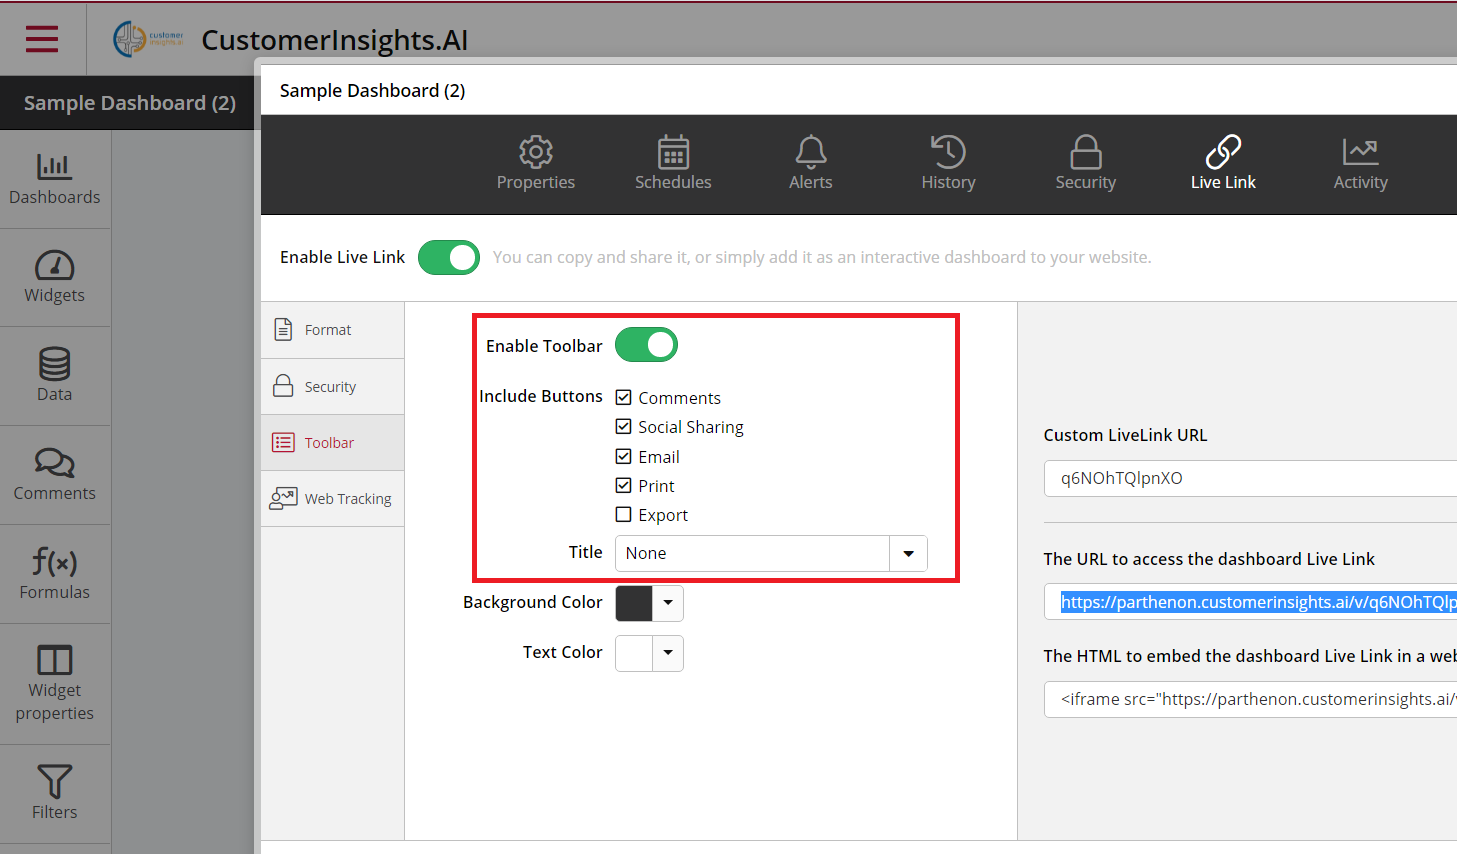 customer
insights.ai
CustomerInsights.AI
Sample Dashboard (2)
Sample Dashboard (2)
Properties
Schedules
Alerts
History
Security
Live Link
Activity
Dashboards
Widgets
Data
Comments
f(x)
Formulas
Widget
properties
Filters
Enable Live Link
You can copy and share it, or simply add it as an interactive dashboard to your website.
Format
Security
Toolbar
Web Tracking
Enable Toolbar
Include Buttons
Comments
Social Sharing
Email
Print
Export
Title
None
Background Color
Text Color
Custom LiveLink URL
q6NOhTQlpnXO
The URL to access the dashboard Live Link
https://parthenon.customerinsights.ai/v/q6NOhTQlp
The HTML to embed the dashboard Live Link in a web
<iframe src="https://parthenon.customerinsights.ai/v